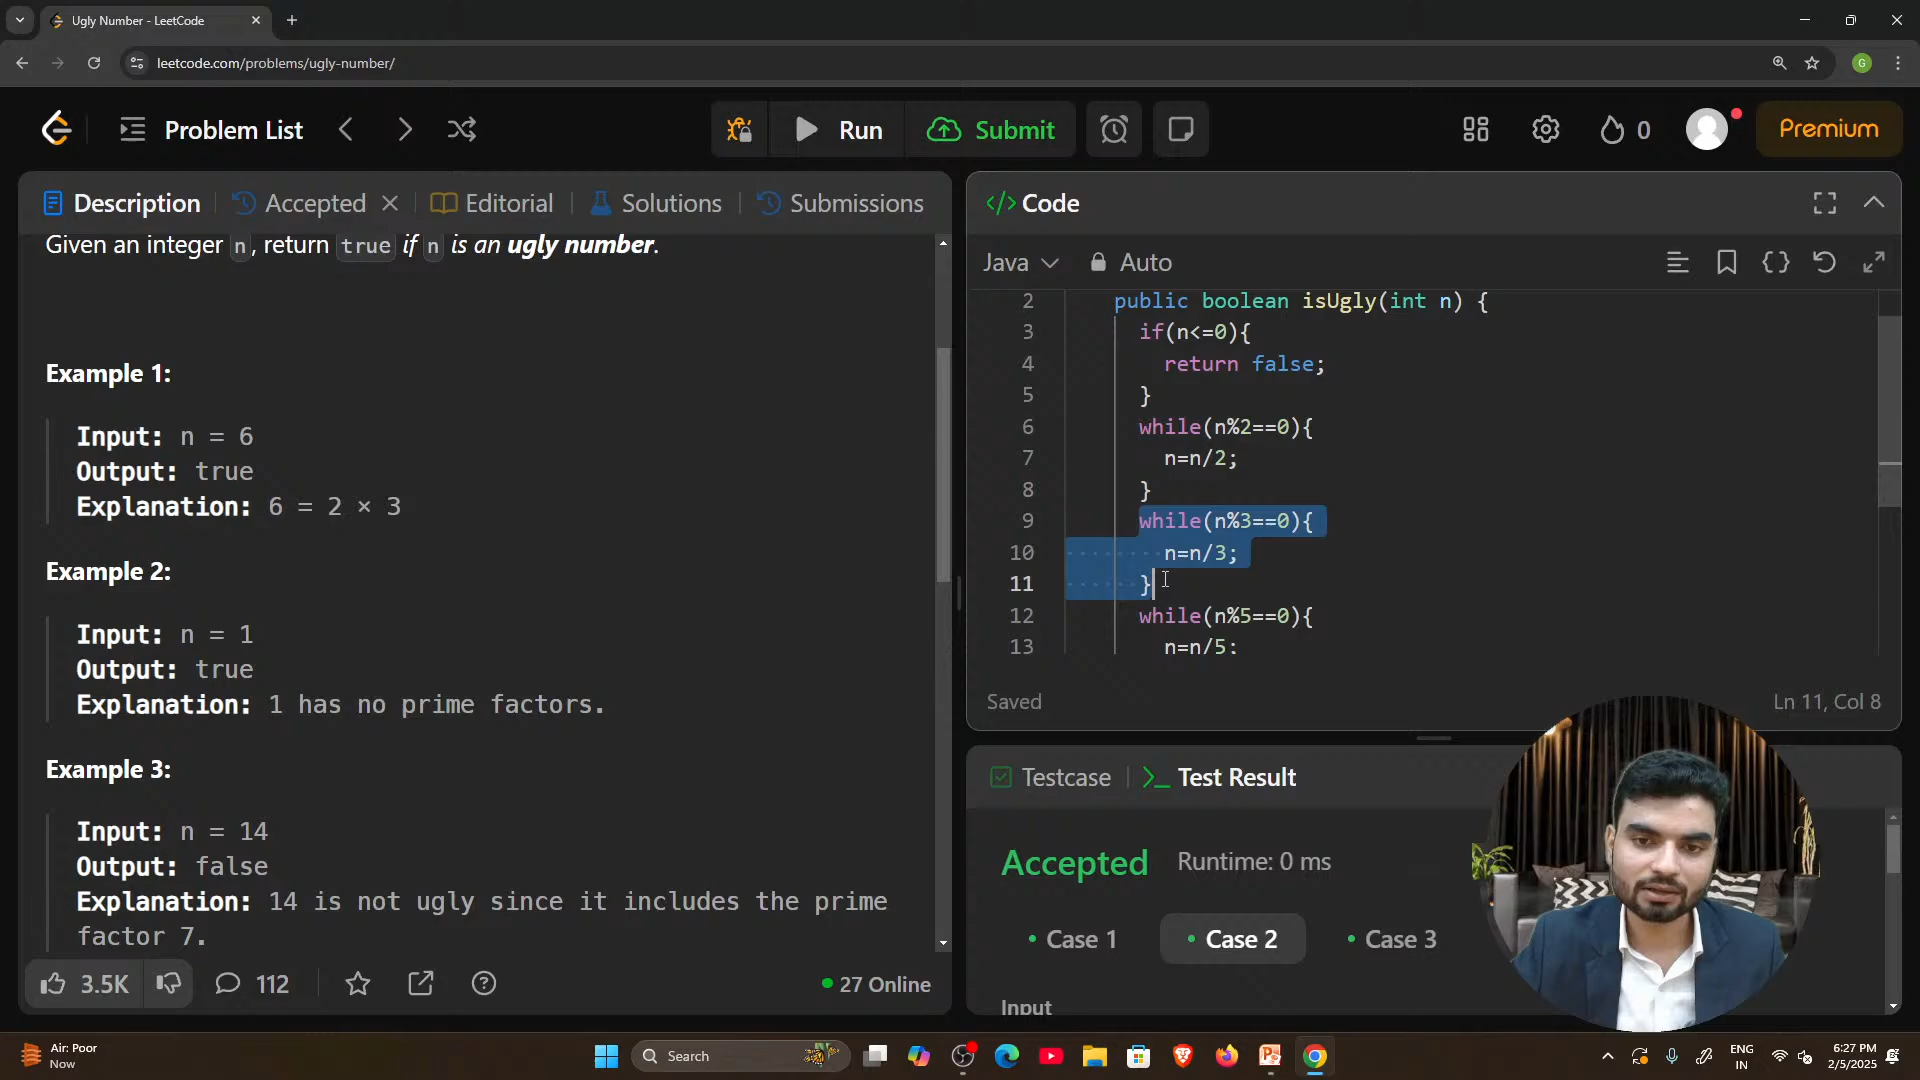 Ugly Number - LeetCode
leetcode.com/problems/ugly-number/
G
Problem List
Run
Submit
0
Premium
Description
Accepted
Editorial
Solutions
Submissions
Given an integer n, return true if n is an ugly number.
Example 1:
Input: n = 6
Output: true
Explanation: 6 = 2 × 3
Example 2:
Input: n = 1
Output: true
Explanation: 1 has no prime factors.
Example 3:
Input: n = 14
Output: false
Explanation: 14 is not ugly since it includes the prime
factor 7.
3.5K
112
27 Online
</> Code
Java
Auto
2 public boolean isUgly(int n) {
3 if(n<=0){
4 return false;
5 }
6 while(n%2==0){
7 n=n/2;
8 }
9 while(n%3==0){
10 n=n/3;
11 }
12 while(n%5==0){
13 n=n/5;
Saved
Ln 11, Col 8
Testcase
>_ Test Result
Accepted Runtime: 0 ms
Case 1
Case 2
Case 3
Input
Air: Poor
Now
Search
ENG
IN
6:27 PM
2/5/2025